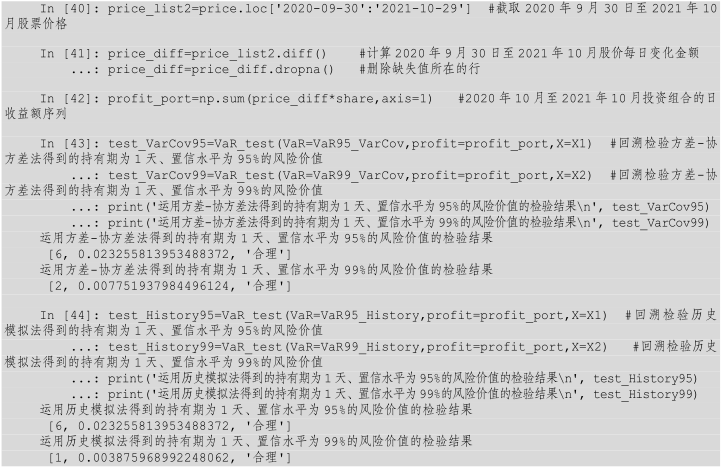 In [40]: price_list2=price.loc['2020-09-30':'2021-10-29'] #截取 2020 年 9 月 30 日至 2021 年 10
月股票价格
In [41]: price_diff=price_list2.diff() #计算 2020 年 9 月 30 日至 2021 年 10 月股价每日变化金额
...: price_diff=price_diff.dropna() #删除缺失值所在的行
In [42]: profit_port=np.sum(price_diff*share,axis=1) #2020 年 10 月至 2021 年 10 月投资组合的日
收益额序列
In [43]: test_VarCov95=VaR_test(VaR=VaR95_VarCov,profit=profit_port,X=X1) #回溯检验方差-协
方差法得到的持有期为 1 天、置信水平为 95%的风险价值
...: test_VarCov99=VaR_test(VaR=VaR99_VarCov,profit=profit_port,X=X2) #回溯检验方差-协
方差法得到的持有期为 1 天、置信水平为 99%的风险价值
...: print('运用方差-协方差法得到的持有期为 1 天、置信水平为 95%的风险价值的检验结果\n', test_VarCov95)
...: print('运用方差-协方差法得到的持有期为 1 天、置信水平为 99%的风险价值的检验结果\n', test_VarCov99)
运用方差-协方差法得到的持有期为 1 天、置信水平为 95%的风险价值的检验结果
[6, 0.023255813953488372, '合理']
运用方差-协方差法得到的持有期为 1 天、置信水平为 99%的风险价值的检验结果
[2, 0.007751937984496124, '合理']
In [44]: test_History95=VaR_test(VaR=VaR95_History,profit=profit_port,X=X1) #回溯检验历史
模拟法得到的持有期为 1 天、置信水平为 95%的风险价值
...: test_History99=VaR_test(VaR=VaR99_History,profit=profit_port,X=X2) #回溯检验历史
模拟法得到的持有期为 1 天、置信水平为 99%的风险价值
...: print('运用历史模拟法得到的持有期为 1 天、置信水平为 95%的风险价值的检验结果\n', test_History95)
...: print('运用历史模拟法得到的持有期为 1 天、置信水平为 99%的风险价值的检验结果\n', test_History99)
运用历史模拟法得到的持有期为 1 天、置信水平为 95%的风险价值的检验结果
[6, 0.023255813953488372, '合理']
运用历史模拟法得到的持有期为 1 天、置信水平为 99%的风险价值的检验结果
[1, 0.003875968992248062, '合理']